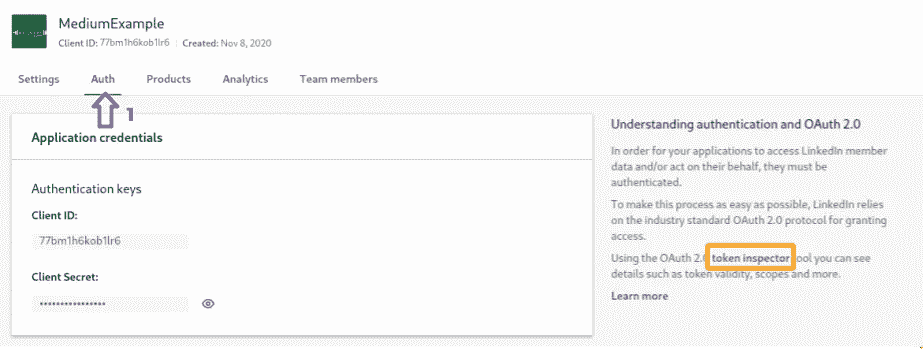 MediumExample
Client ID: 77bm1h6kob1lr6 | Created: Nov 8, 2020
Settings Auth Products Analytics Team members
1
Application credentials
Authentication keys
Client ID:
77bm1h6kob1lr6
Client Secret:
••••••••••••••••
Understanding authentication and OAuth 2.0
In order for your applications to access LinkedIn member
data and/or act on their behalf, they must be
authenticated.
To make this process as easy as possible, LinkedIn relies
on the industry standard OAuth 2.0 protocol for granting
access.
Using the OAuth 2.0 token inspector tool you can see
details such as token validity, scopes and more.
Learn more